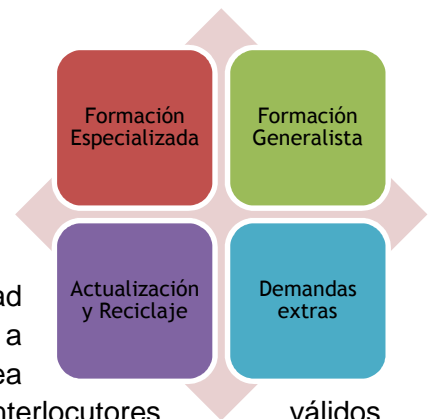 Formación
Especializada
Formación
Generalista
Actualización
y Reciclaje
Demandas
extras
a
válidos